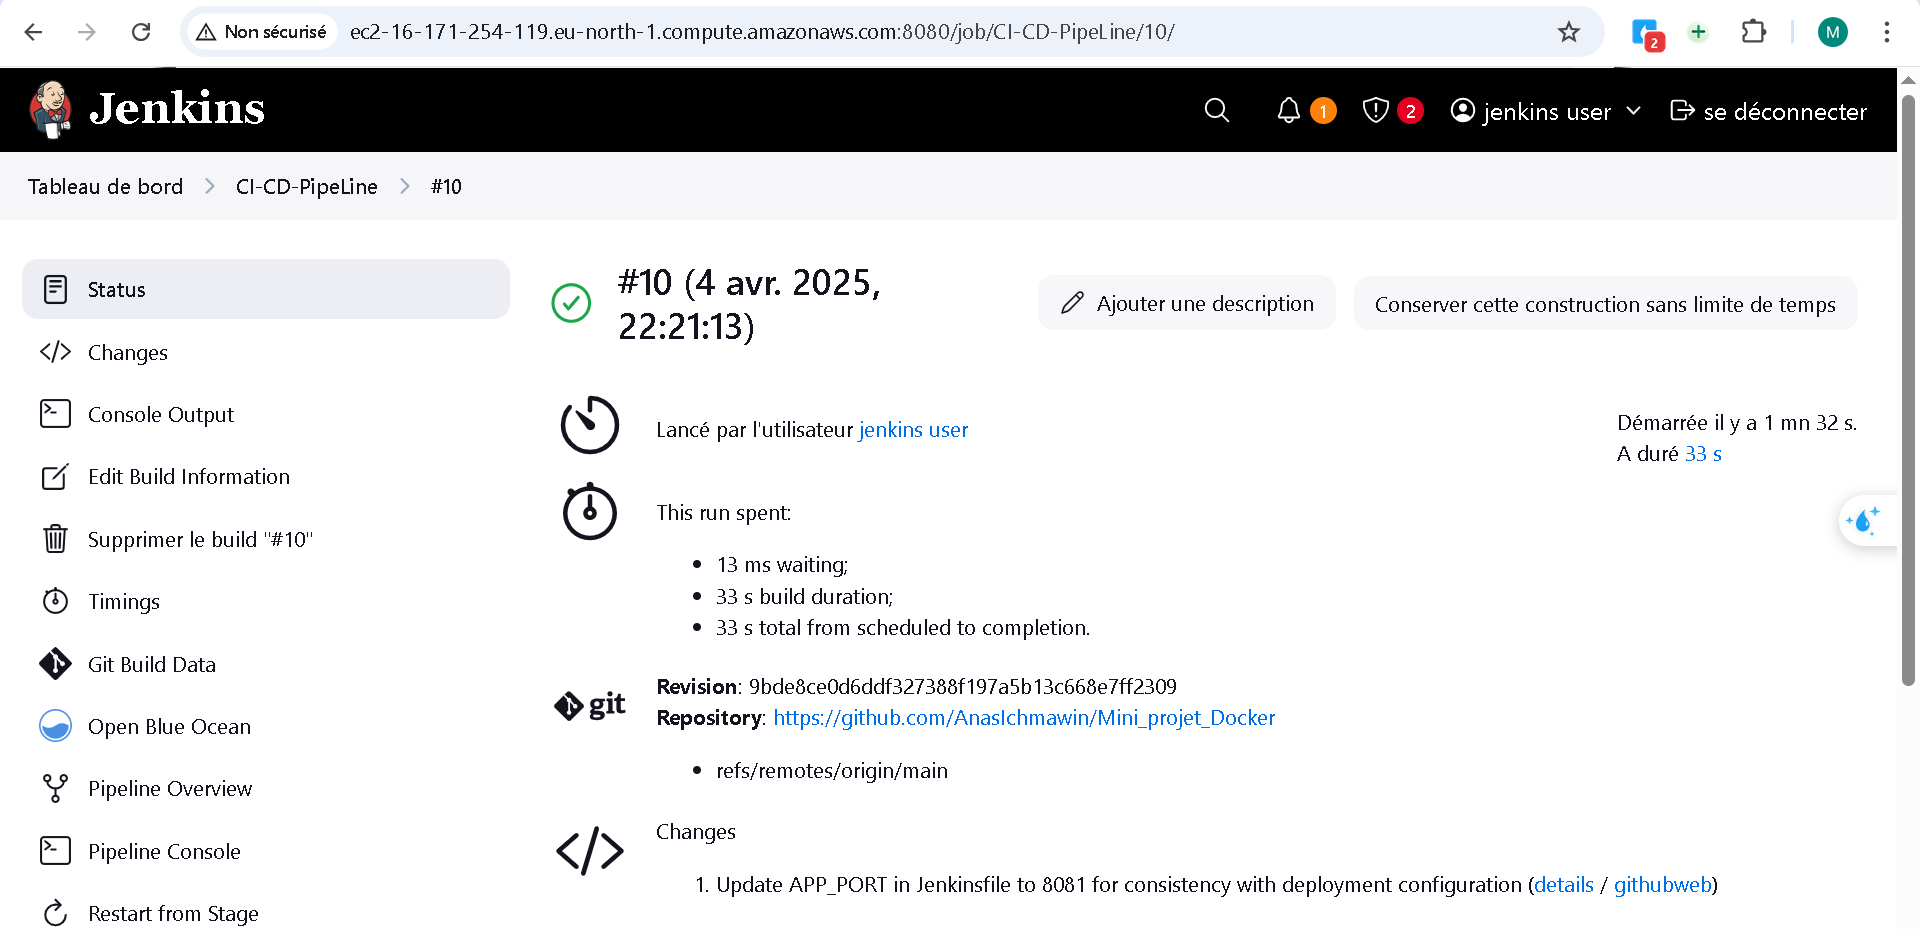 Non sécurisé ec2-16-171-254-119.eu-north-1.compute.amazonaws.com:8080/job/CI-CD-PipeLine/10/
2
M
Jenkins
1
2
jenkins user
se déconnecter
Tableau de bord
CI-CD-PipeLine
#10
Status
Changes
Console Output
Edit Build Information
Supprimer le build "#10"
Timings
Git Build Data
Open Blue Ocean
Pipeline Overview
Pipeline Console
Restart from Stage
#10 (4 avr. 2025,
22:21:13)
Ajouter une description
Conserver cette construction sans limite de temps
Lancé par l'utilisateur jenkins user
Démarrée il y a 1 mn 32 s.
A duré 33 s
This run spent:
13 ms waiting;
33 s build duration;
33 s total from scheduled to completion.
git
Revision: 9bde8ce0d6ddf327388f197a5b13c668e7ff2309
Repository: https://github.com/AnasIchmawin/Mini_projet_Docker
refs/remotes/origin/main
Changes
1. Update APP_PORT in Jenkinsfile to 8081 for consistency with deployment configuration (details / githubweb)